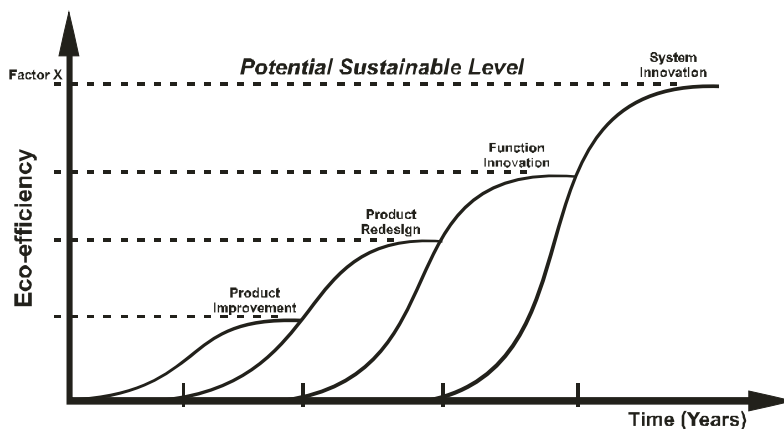 Potential Sustainable Level
System
Innovation
Factor X
Function
Innovation
Product
Redesign
Product
Improvement
Eco-efficiency
Time (Years)